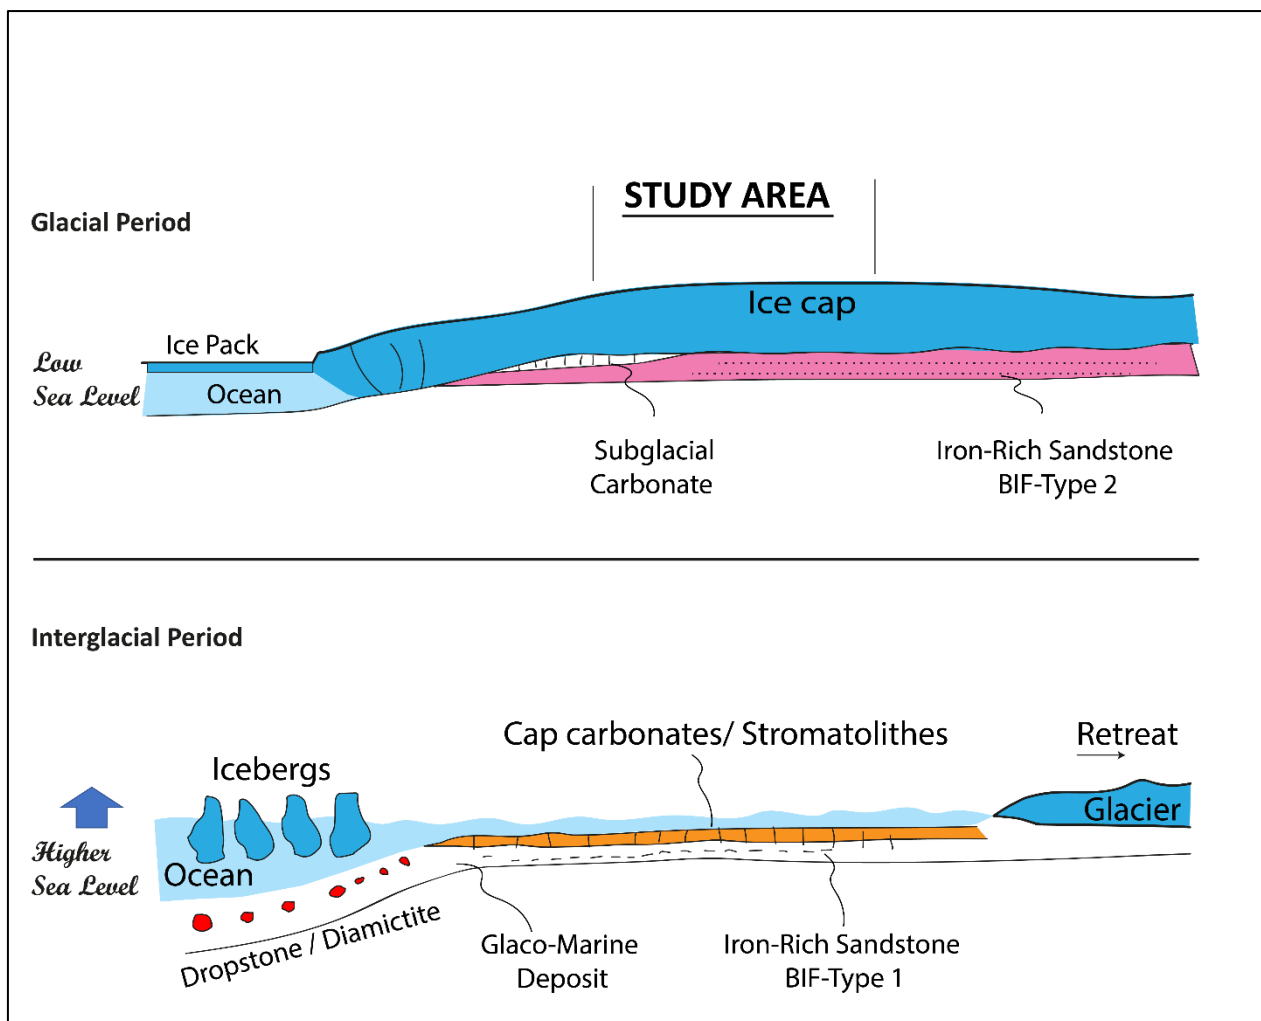 STUDY AREA
Glacial Period
Ice cap
Ice Pack
Low
Sea Level
Ocean
Subglacial
Carbonate
Iron-Rich Sandstone
BIF-Type 2
Interglacial Period
Cap carbonates/ Stromatolithes
Retreat
Icebergs
Glacier
Higher
Sea Level
Ocean
Dropstone / Diamictite
Glaco-Marine
Deposit
Iron-Rich Sandstone
BIF-Type 1